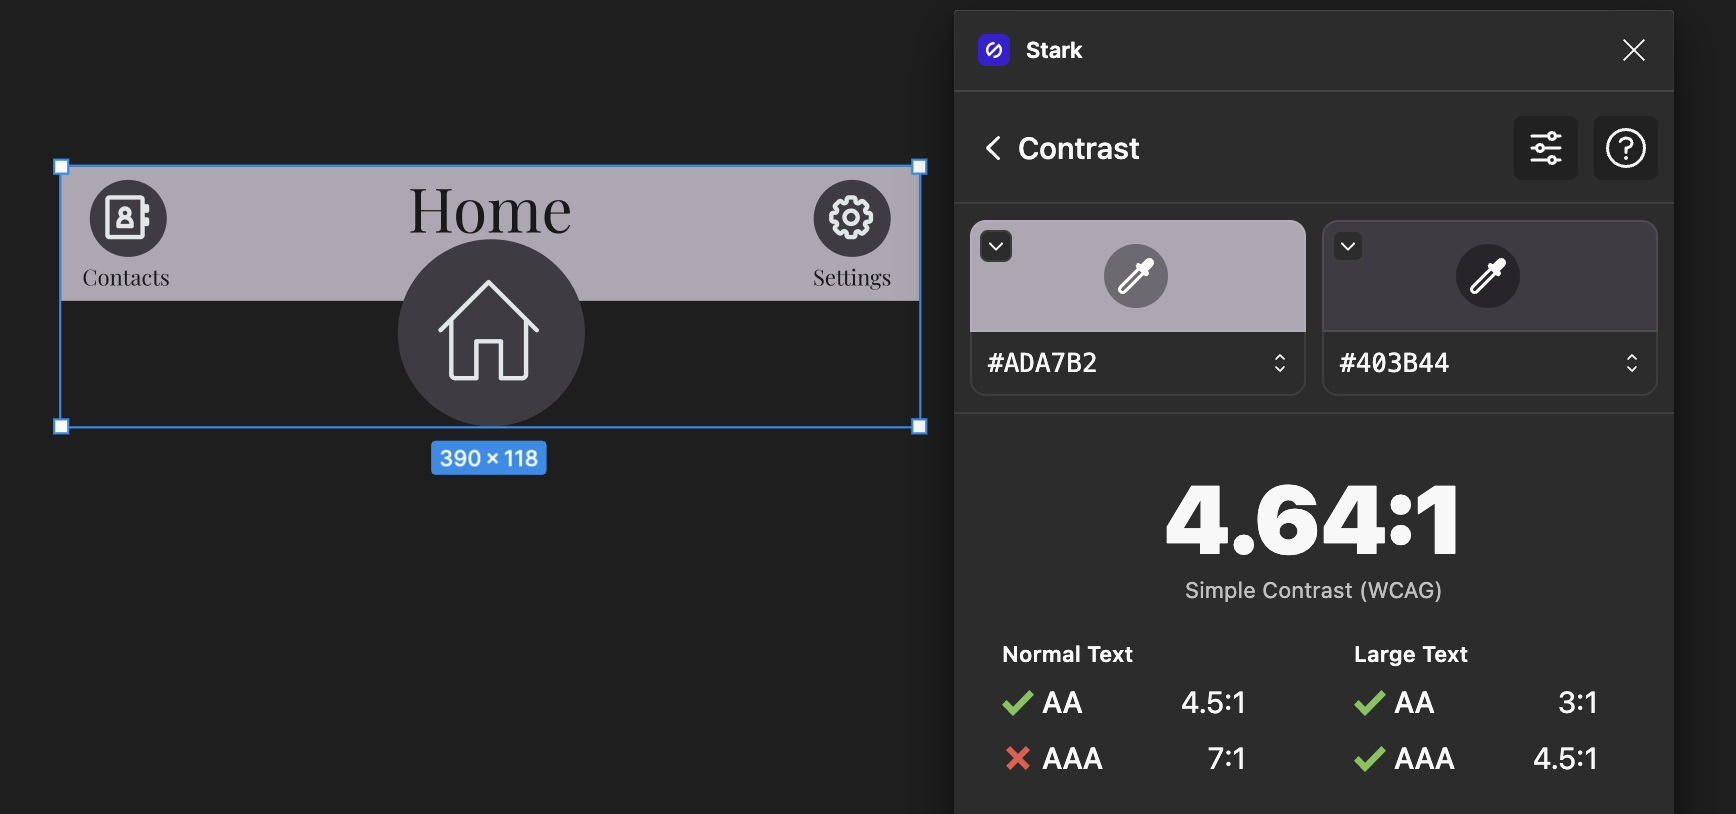 Stark
Contrast
Home
Contacts
Settings
390 × 118
#ADA7B2
#403B44
4.64:1
Simple Contrast (WCAG)
Normal Text
AA 4.5:1
AAA 7:1
Large Text
AA 3:1
AAA 4.5:1